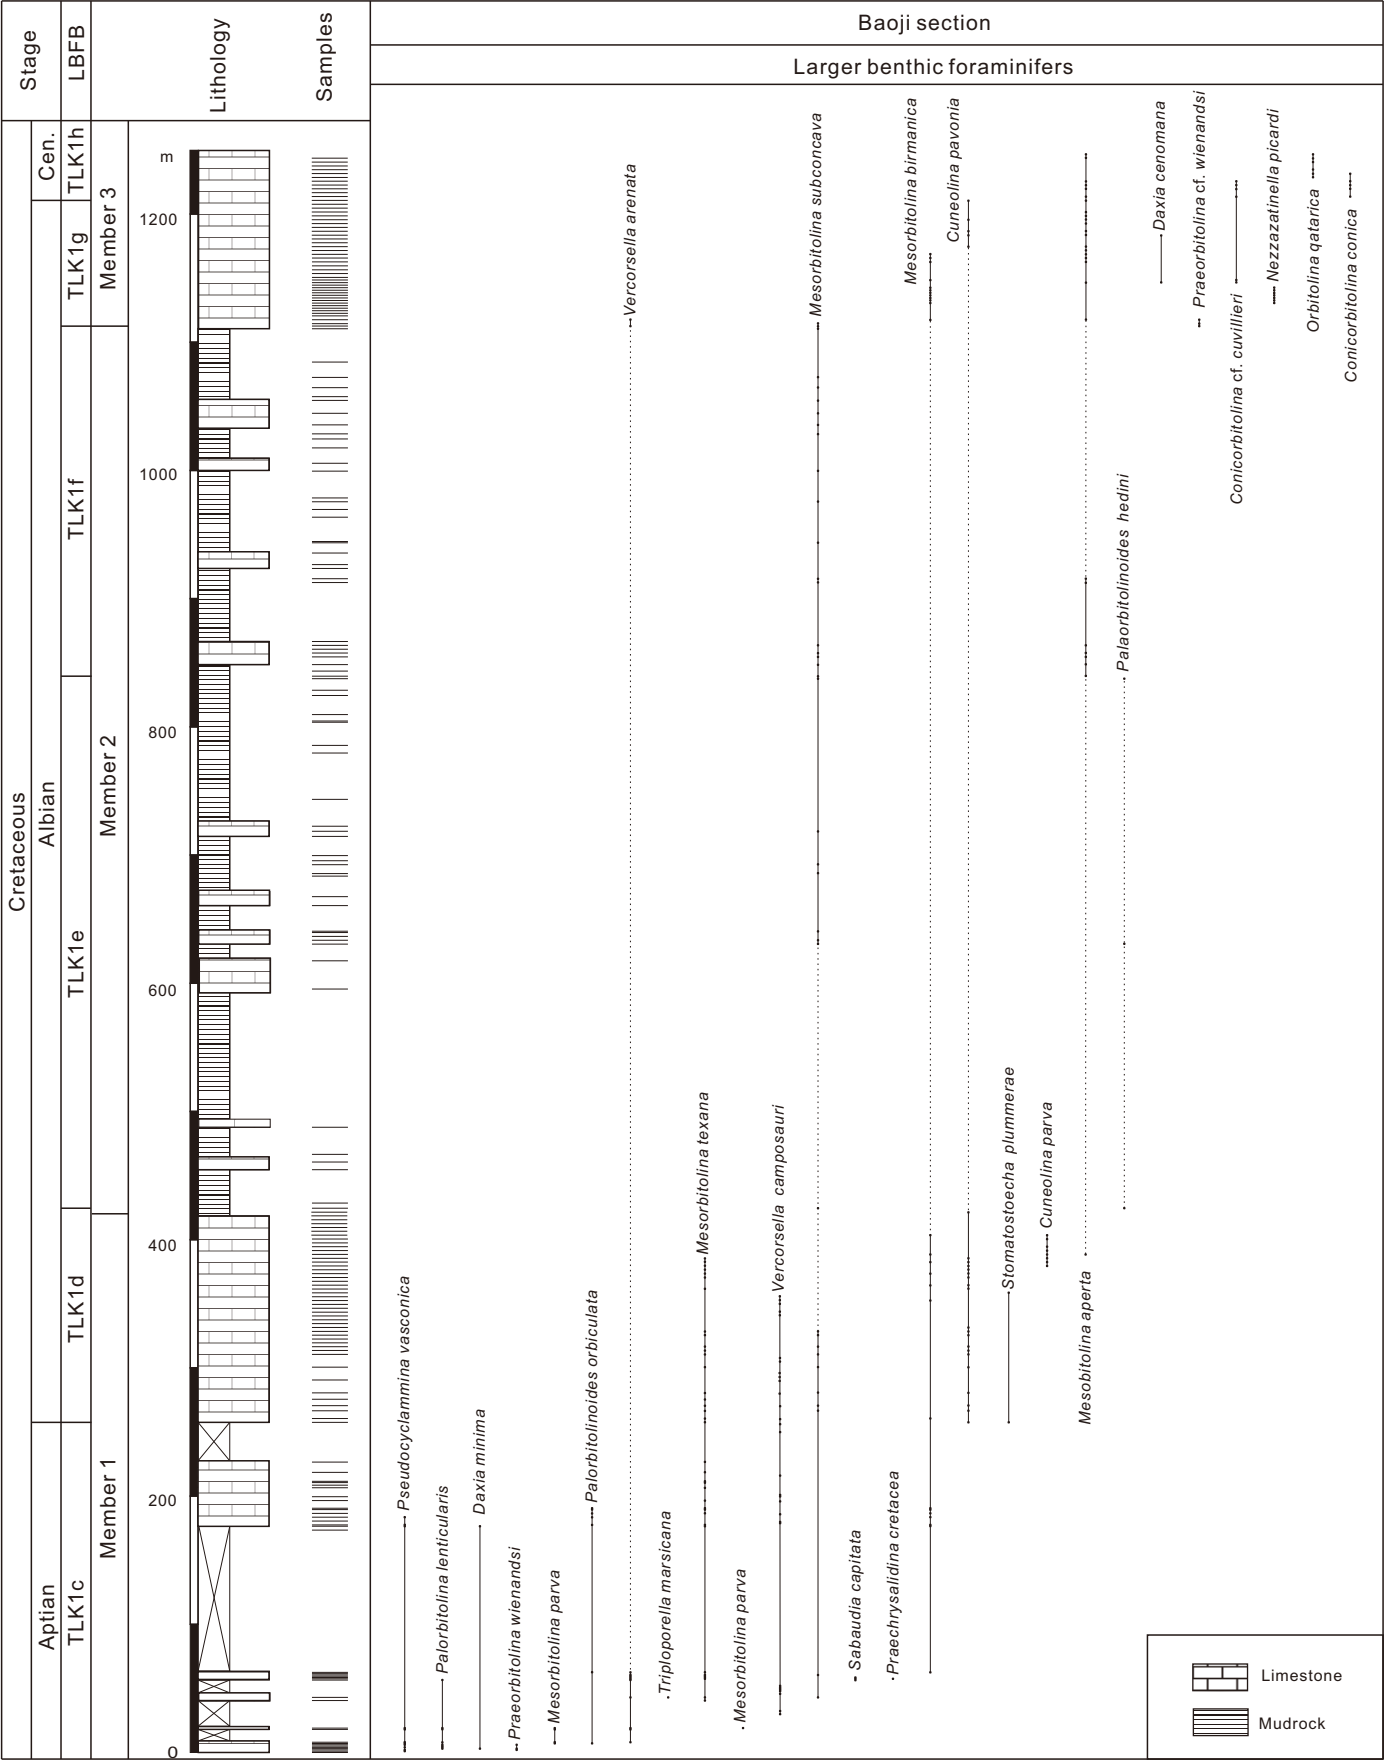 Baoji section
Larger benthic foraminifers
Stage
LBFB
Lithology
Samples
Cretaceous
Cen.
Albian
Aptian
TLK1h
TLK1g
TLK1f
TLK1e
TLK1d
TLK1c
Member 3
Member 2
Member 1
m
1200
1000
800
600
400
200
0
Pseudocyclammina vasconica
Palorbitolina lenticularis
Daxia minima
Praeorbitolina wienandsi
Mesorbitolina parva
Palorbitolinoides orbiculata
Vercorsella arenata
Triploporella marsicana
Mesorbitolina texana
Mesorbitolina parva
Vercorsella camposauri
Mesorbitolina subconcava
Sabaudia capitata
Praechrysalidina cretacea
Mesorbitolina birmanica
Cuneolina pavonia
Stomatostoecha plummerae
Cuneolina parva
Mesobitolina aperta
Palaorbitolinoides hedini
Daxia cenomana
Praeorbitolina cf. wienandsi
Conicorbitolina cf. cuvillieri
Nezzazatinella picardi
Orbitolina qatarica
Conicorbitolina conica
Limestone
Mudrock